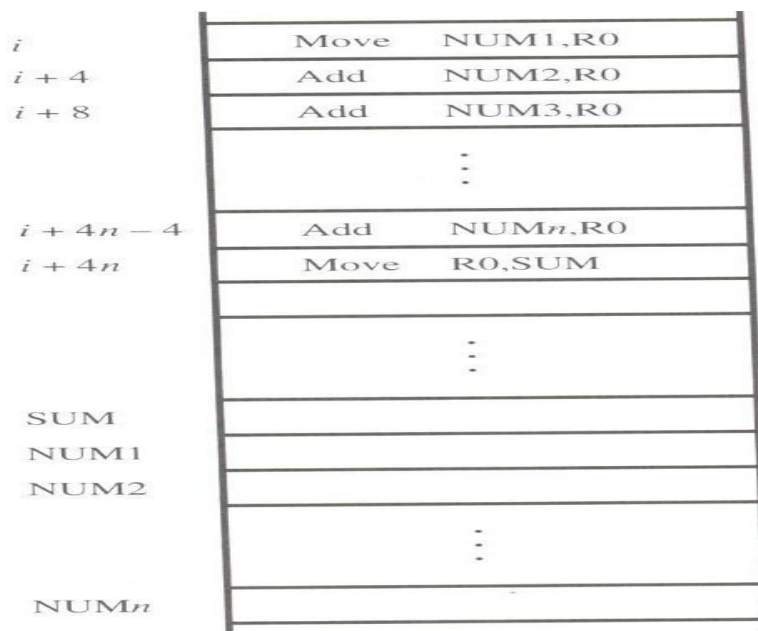 i Move NUM1,R0
i + 4 Add NUM2,R0
i + 8 Add NUM3,R0
⋮
i + 4n − 4 Add NUMn,R0
i + 4n Move R0,SUM
⋮
SUM
NUM1
NUM2
⋮
NUMn